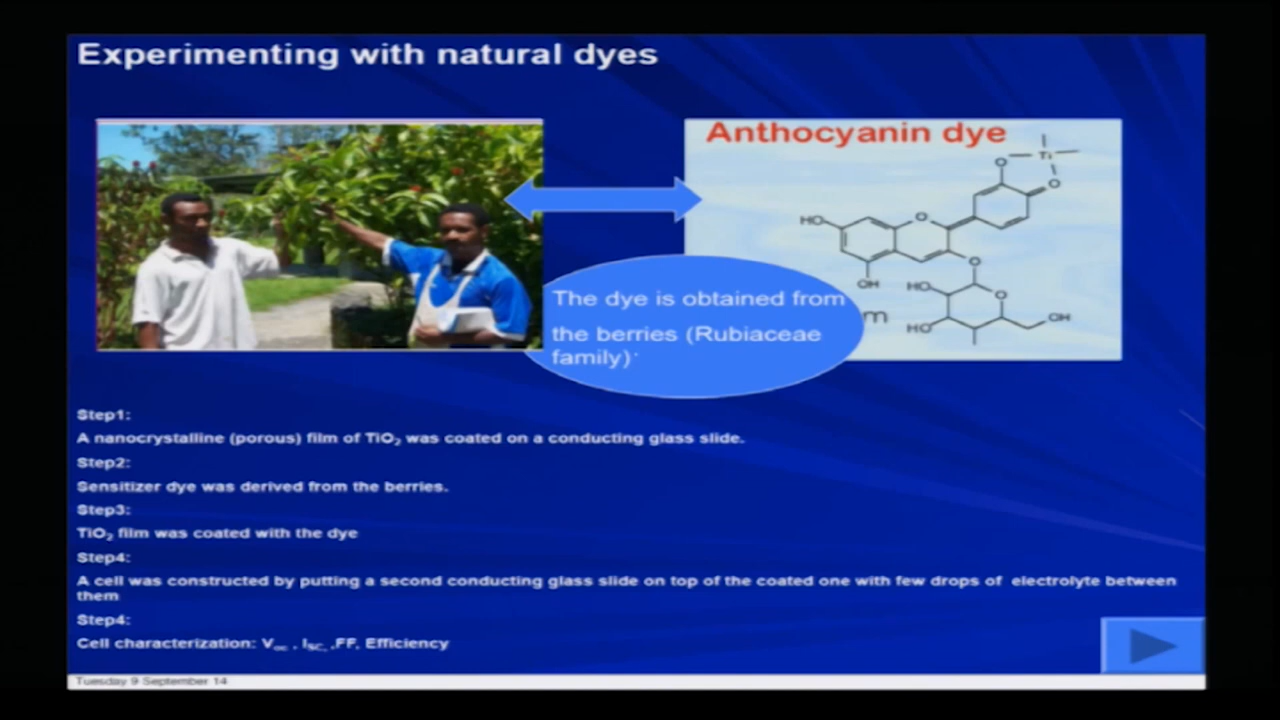 Experimenting with natural dyes
Anthocyanin dye
Ti
O
O
HO
O
OH
O
HO
O
HO
OH
The dye is obtained from
the berries (Rubiaceae
family)
m
Step1:
A nanocrystalline (porous) film of TiO₂ was coated on a conducting glass slide.
Step2:
Sensitizer dye was derived from the berries.
Step3:
TiO₂ film was coated with the dye
Step4:
A cell was constructed by putting a second conducting glass slide on top of the coated one with few drops of electrolyte between
them
Step4:
Cell characterization: Voc , ISC, ,FF, Efficiency
Tuesday 9 September 14